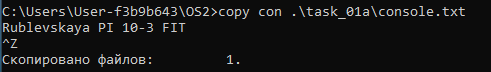 C:\Users\User-f3b9b643\OS2>copy con .\task_01a\console.txt
Rublevskaya PI 10-3 FIT
^Z
Скопировано файлов:         1.